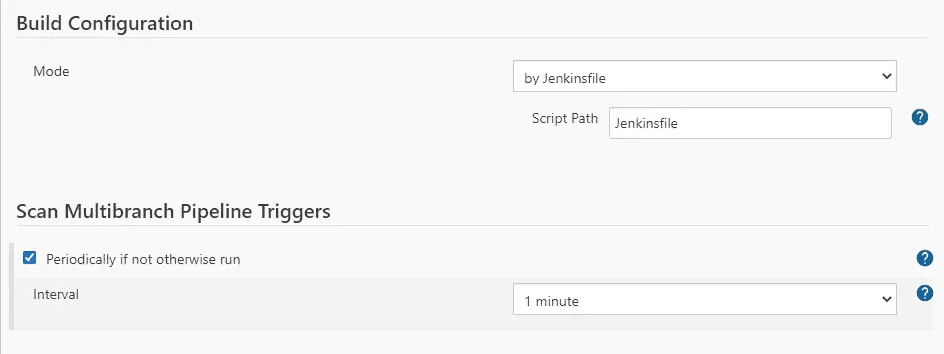 Build Configuration
Mode
by Jenkinsfile
Script Path
Jenkinsfile
?
Scan Multibranch Pipeline Triggers
Periodically if not otherwise run
?
Interval
1 minute
?